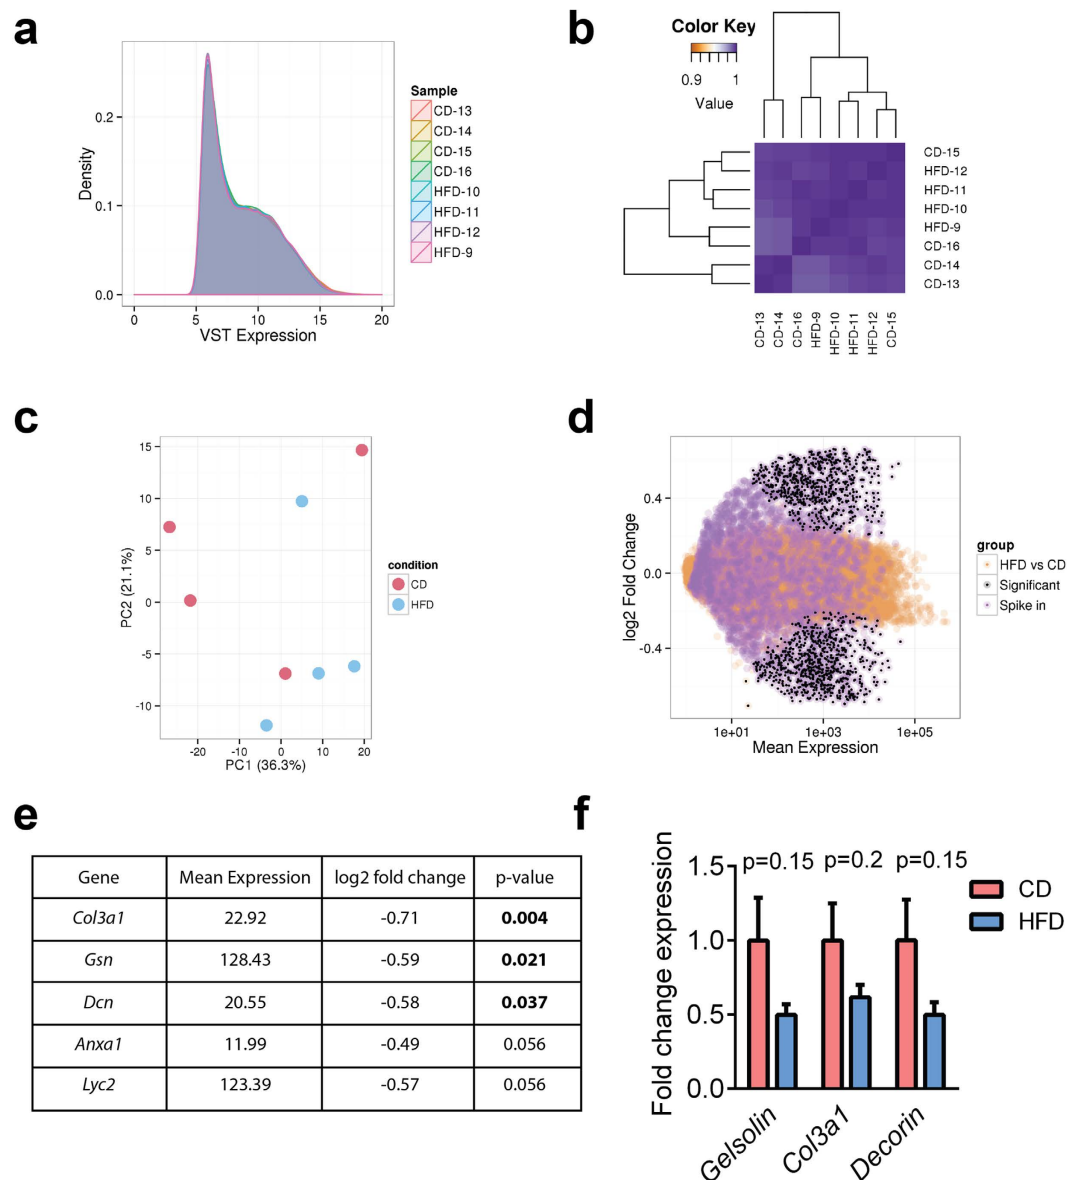 a
Density
0.2
0.1
0.0
0 5 10 15 20
VST Expression
Sample
CD-13
CD-14
CD-15
CD-16
HFD-10
HFD-11
HFD-12
HFD-9
b
Color Key
0.9 1
Value
CD-15
HFD-12
HFD-11
HFD-10
HFD-9
CD-16
CD-14
CD-13
CD-13 CD-14 CD-16 HFD-9 HFD-10 HFD-11 HFD-12 CD-15
c
PC2 (21.1%)
15
10
5
0
-5
-10
-20 -10 0 10 20
PC1 (36.3%)
condition
CD
HFD
d
log2 Fold Change
0.4
0.0
-0.4
1e+01 1e+03 1e+05
Mean Expression
group
HFD vs CD
Significant
Spike in
e
Gene Mean Expression log2 fold change p-value
Col3a1 22.92 -0.71 0.004
Gsn 128.43 -0.59 0.021
Dcn 20.55 -0.58 0.037
Anxa1 11.99 -0.49 0.056
Lyc2 123.39 -0.57 0.056
f
Fold change expression
p=0.15 p=0.2 p=0.15
1.5
1.0
0.5
0.0
Gelsolin Col3a1 Decorin
CD
HFD